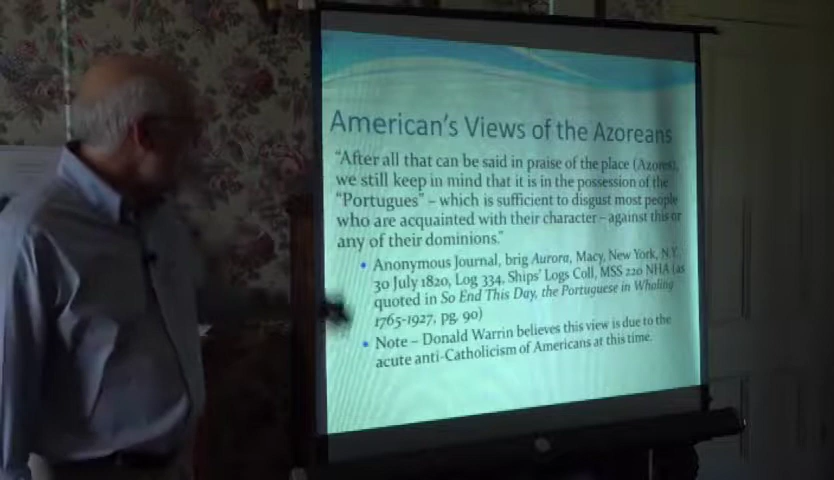 American's Views of the Azoreans
"After all that can be said in praise of the place (Azores),
we still keep in mind that it is in the possession of the
"Portugues" – which is sufficient to disgust most people
who are acquainted with their character – against this or
any of their dominions."
• Anonymous Journal, brig Aurora, Macy, New York, N.Y.
30 July 1820, Log 334, Ships' Logs Coll, MSS 220 NHA (as
quoted in So End This Day, the Portuguese in Whaling
1765-1927, pg. 90)
• Note – Donald Warrin believes this view is due to the
acute anti-Catholicism of Americans at this time.